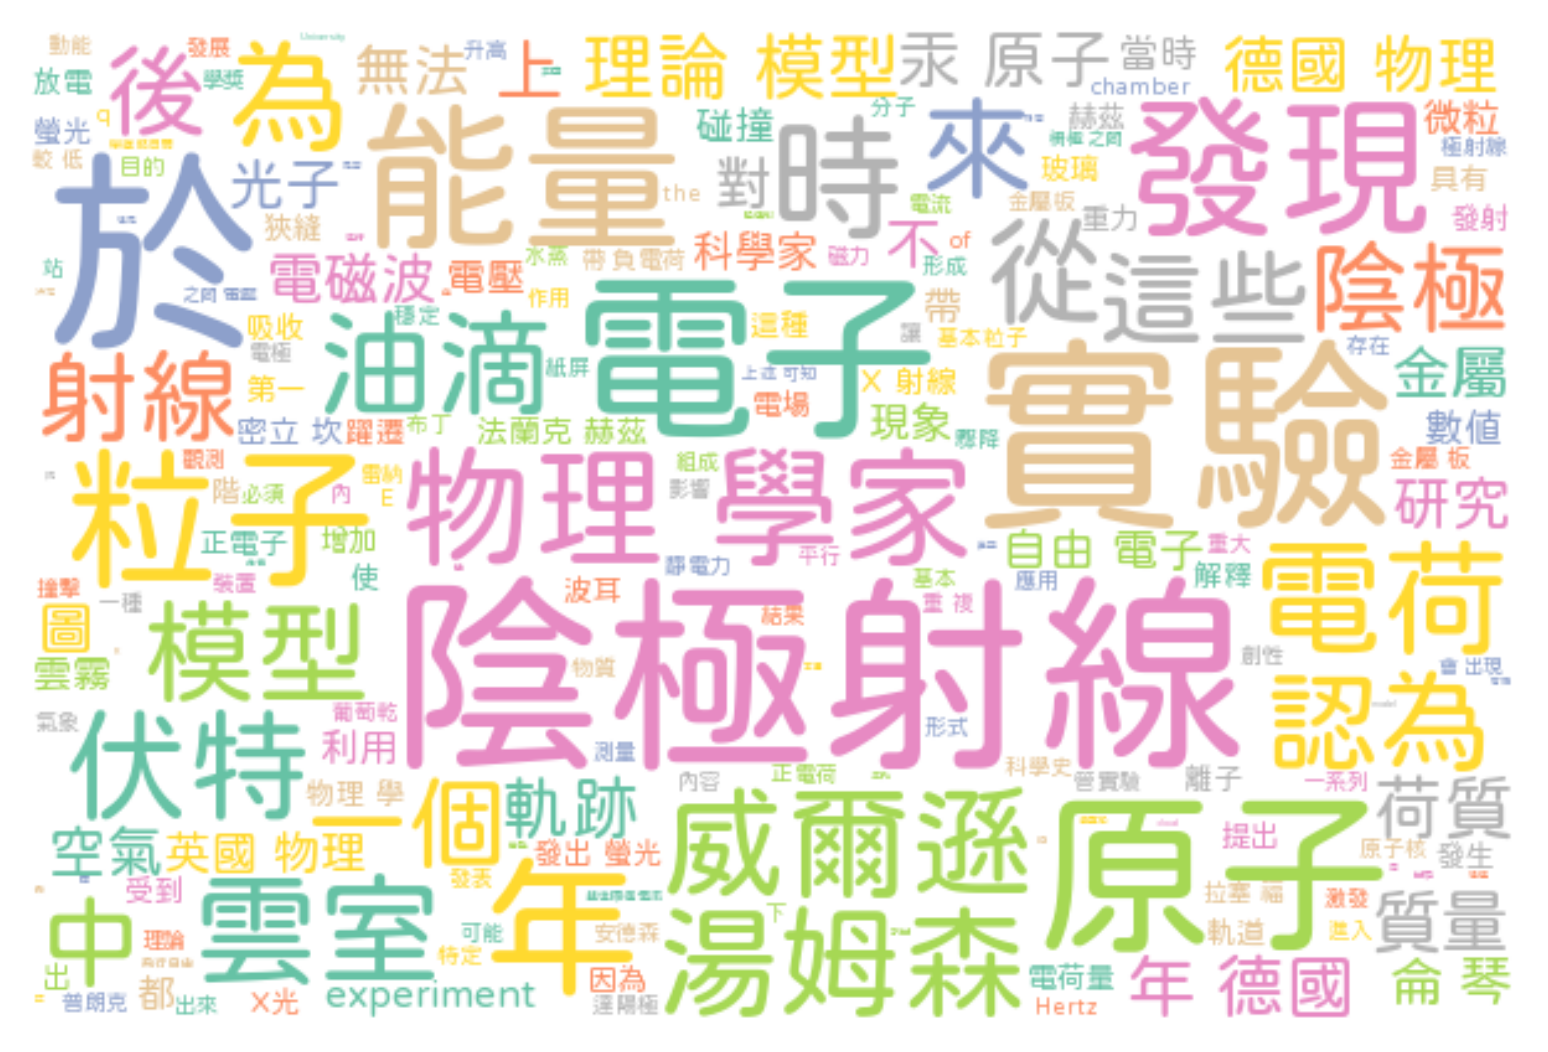 動能 發展 後 為 無法 升高 上 理論 模型 汞 原子 當時 德國 物理
放電 學獎 chamber
螢光 q 能量 碰撞 分子 對 時 來 赫茲 發現 微粒
較 低 目的 光子 玻璃 極射線
於 狹縫 the 電流 金屬板 重力 具有 發射
電磁波 電壓 水蒸 帶 負電荷 科學家 磁力 不 of 從 這些 陰極
站 作用 形成
吸收 穩定 油滴 電子 這種 帶 讓 基本粒子 存在
電極 紙屏 上述 可知
射線 第一 X 射線 實驗 金屬
密立 坎 躍遷 布丁 法蘭克 赫茲 電場 現象 驟降 數值
觀測 粒子 雷納 物理 學家 組成 金屬 板
階 必須 內 E 影響 研究
正電子 增加 靜電力 平行 自由 電子 重大 電荷
撞擊 裝置 使 波耳 基本 應用 解釋
圖 一種 模型 陰極射線 結果 重 複
雲霧 物質 創性 會 出現
氣象 葡萄乾 形式 認為
伏特 利用 測量
物理 學 一個 軌跡 內容 正電荷 科學史 管實驗 離子 一系列 荷質
空氣 英國 物理 發出 螢光 威爾遜 原子 提出 原子核 發生
受到 發表 拉塞 福 激發
中 雲室 年 安德森 下 軌道 進入 質量
理論 可能 湯姆森
出 特定 因為 電荷量 年 德國 侖 琴
普朗克 都 出來 X光 experiment 達陽極 Hertz